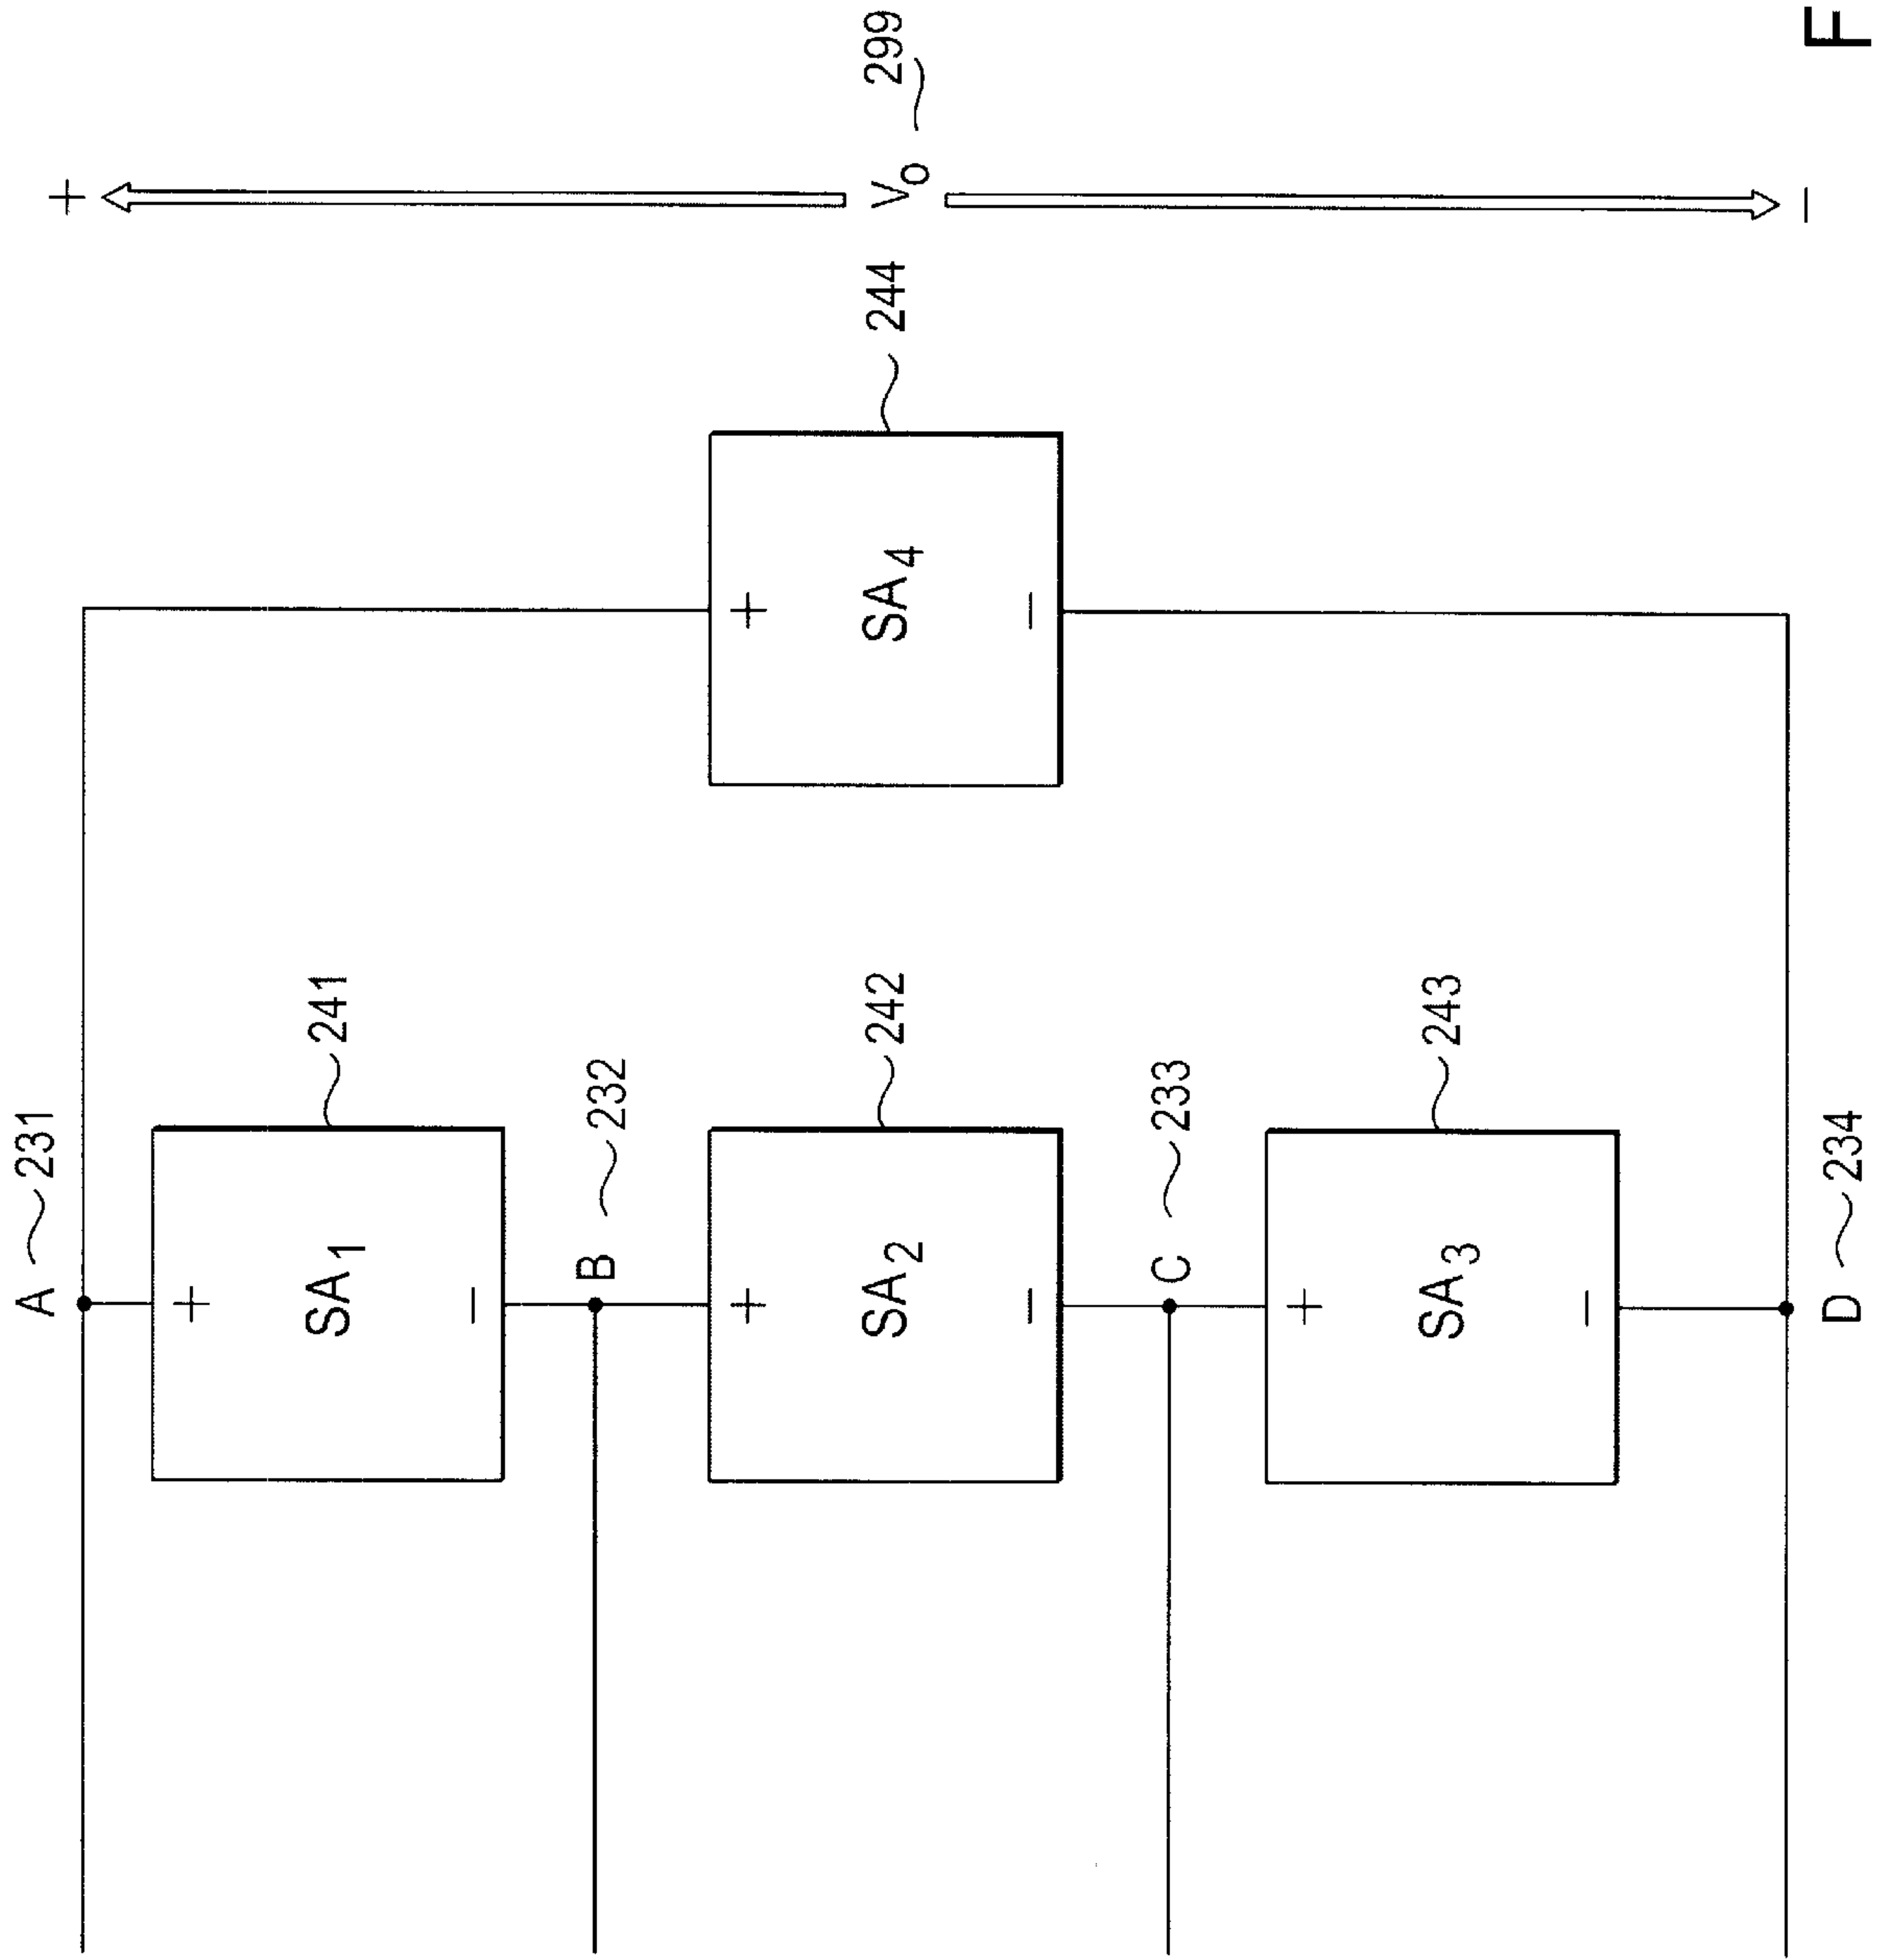 A 231
+
SA1
−
241
B 232
+
SA2
−
242
C 233
+
SA3
−
243
D 234
+
SA4
−
244
+
Vo 299
−
F